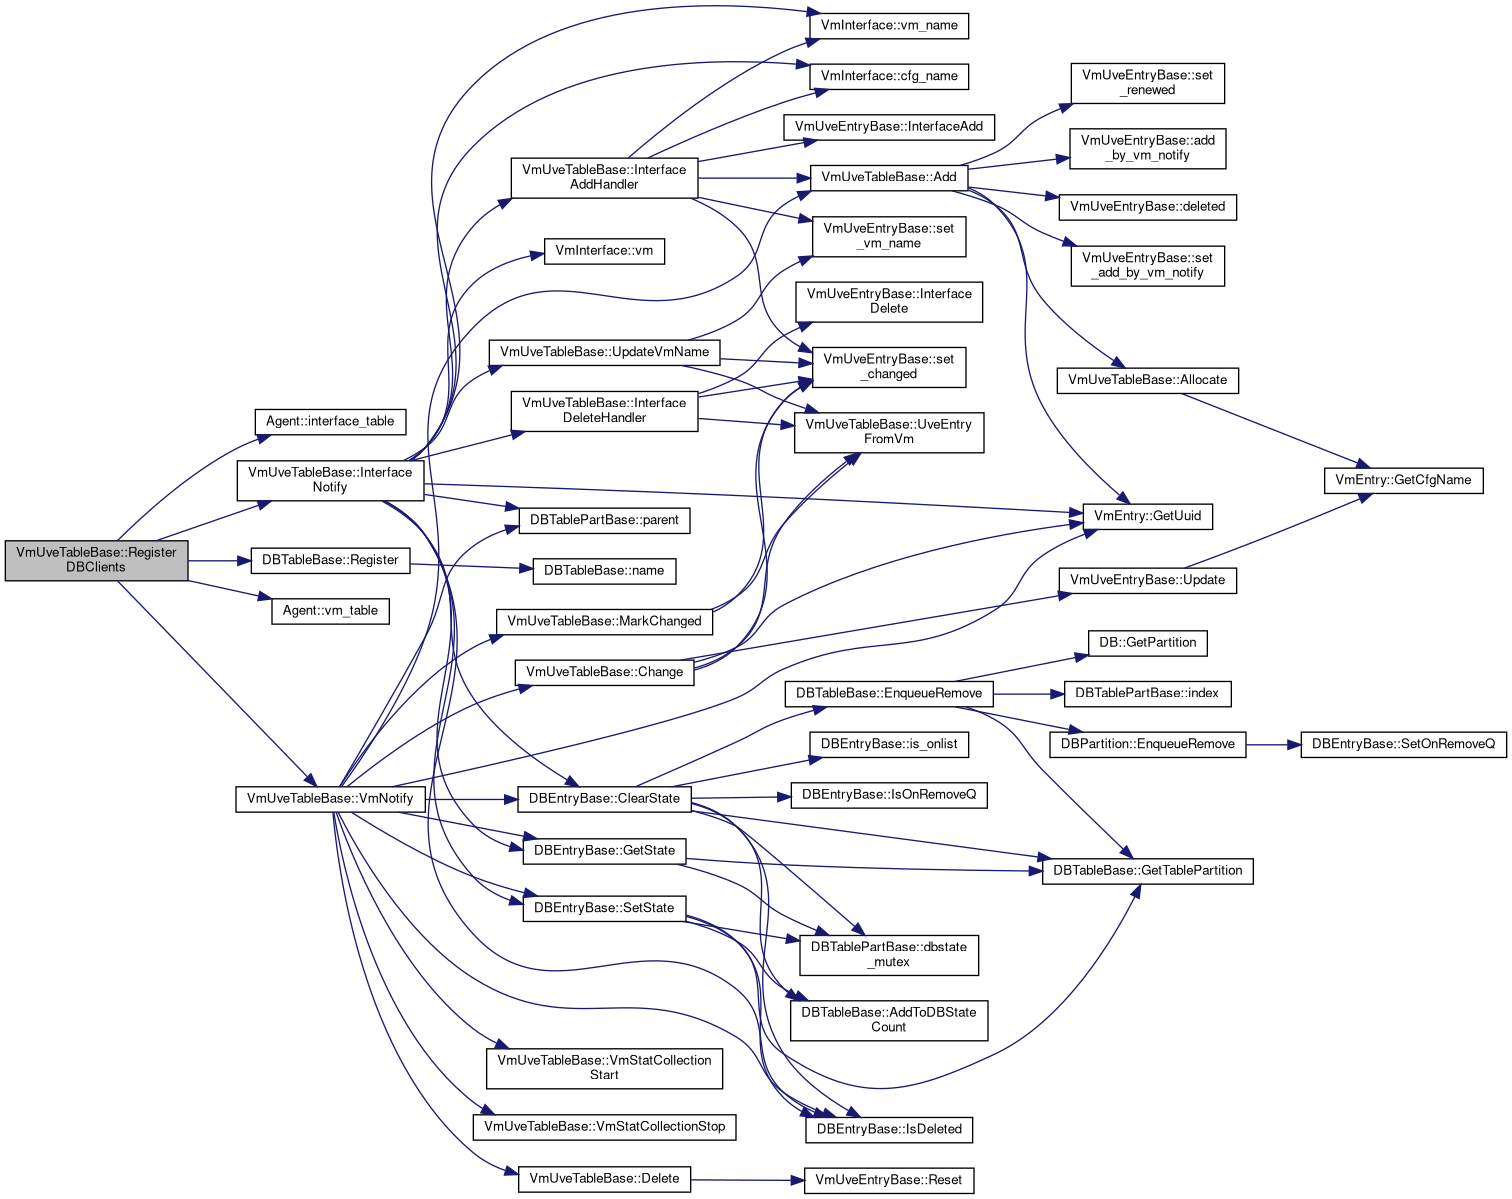 VmInterface::vm_name
VmInterface::cfg_name
VmUveEntryBase::set
_renewed
VmUveEntryBase::InterfaceAdd
VmUveEntryBase::add
_by_vm_notify
VmUveTableBase::Interface
AddHandler
VmUveTableBase::Add
VmUveEntryBase::deleted
VmUveEntryBase::set
_vm_name
VmInterface::vm
VmUveEntryBase::set
_add_by_vm_notify
VmUveEntryBase::Interface
Delete
VmUveTableBase::UpdateVmName
VmUveEntryBase::set
_changed
VmUveTableBase::Allocate
Agent::interface_table
VmUveTableBase::Interface
DeleteHandler
VmUveTableBase::UveEntry
FromVm
VmUveTableBase::Interface
Notify
VmEntry::GetCfgName
DBTablePartBase::parent
VmEntry::GetUuid
VmUveTableBase::Register
DBClients
DBTableBase::Register
DBTableBase::name
VmUveEntryBase::Update
Agent::vm_table
VmUveTableBase::MarkChanged
DB::GetPartition
VmUveTableBase::Change
DBTableBase::EnqueueRemove
DBTablePartBase::index
DBEntryBase::is_onlist
DBPartition::EnqueueRemove
DBEntryBase::SetOnRemoveQ
VmUveTableBase::VmNotify
DBEntryBase::ClearState
DBEntryBase::IsOnRemoveQ
DBEntryBase::GetState
DBTableBase::GetTablePartition
DBEntryBase::SetState
DBTablePartBase::dbstate
_mutex
DBTableBase::AddToDBState
Count
VmUveTableBase::VmStatCollection
Start
VmUveTableBase::VmStatCollectionStop
DBEntryBase::IsDeleted
VmUveTableBase::Delete
VmUveEntryBase::Reset